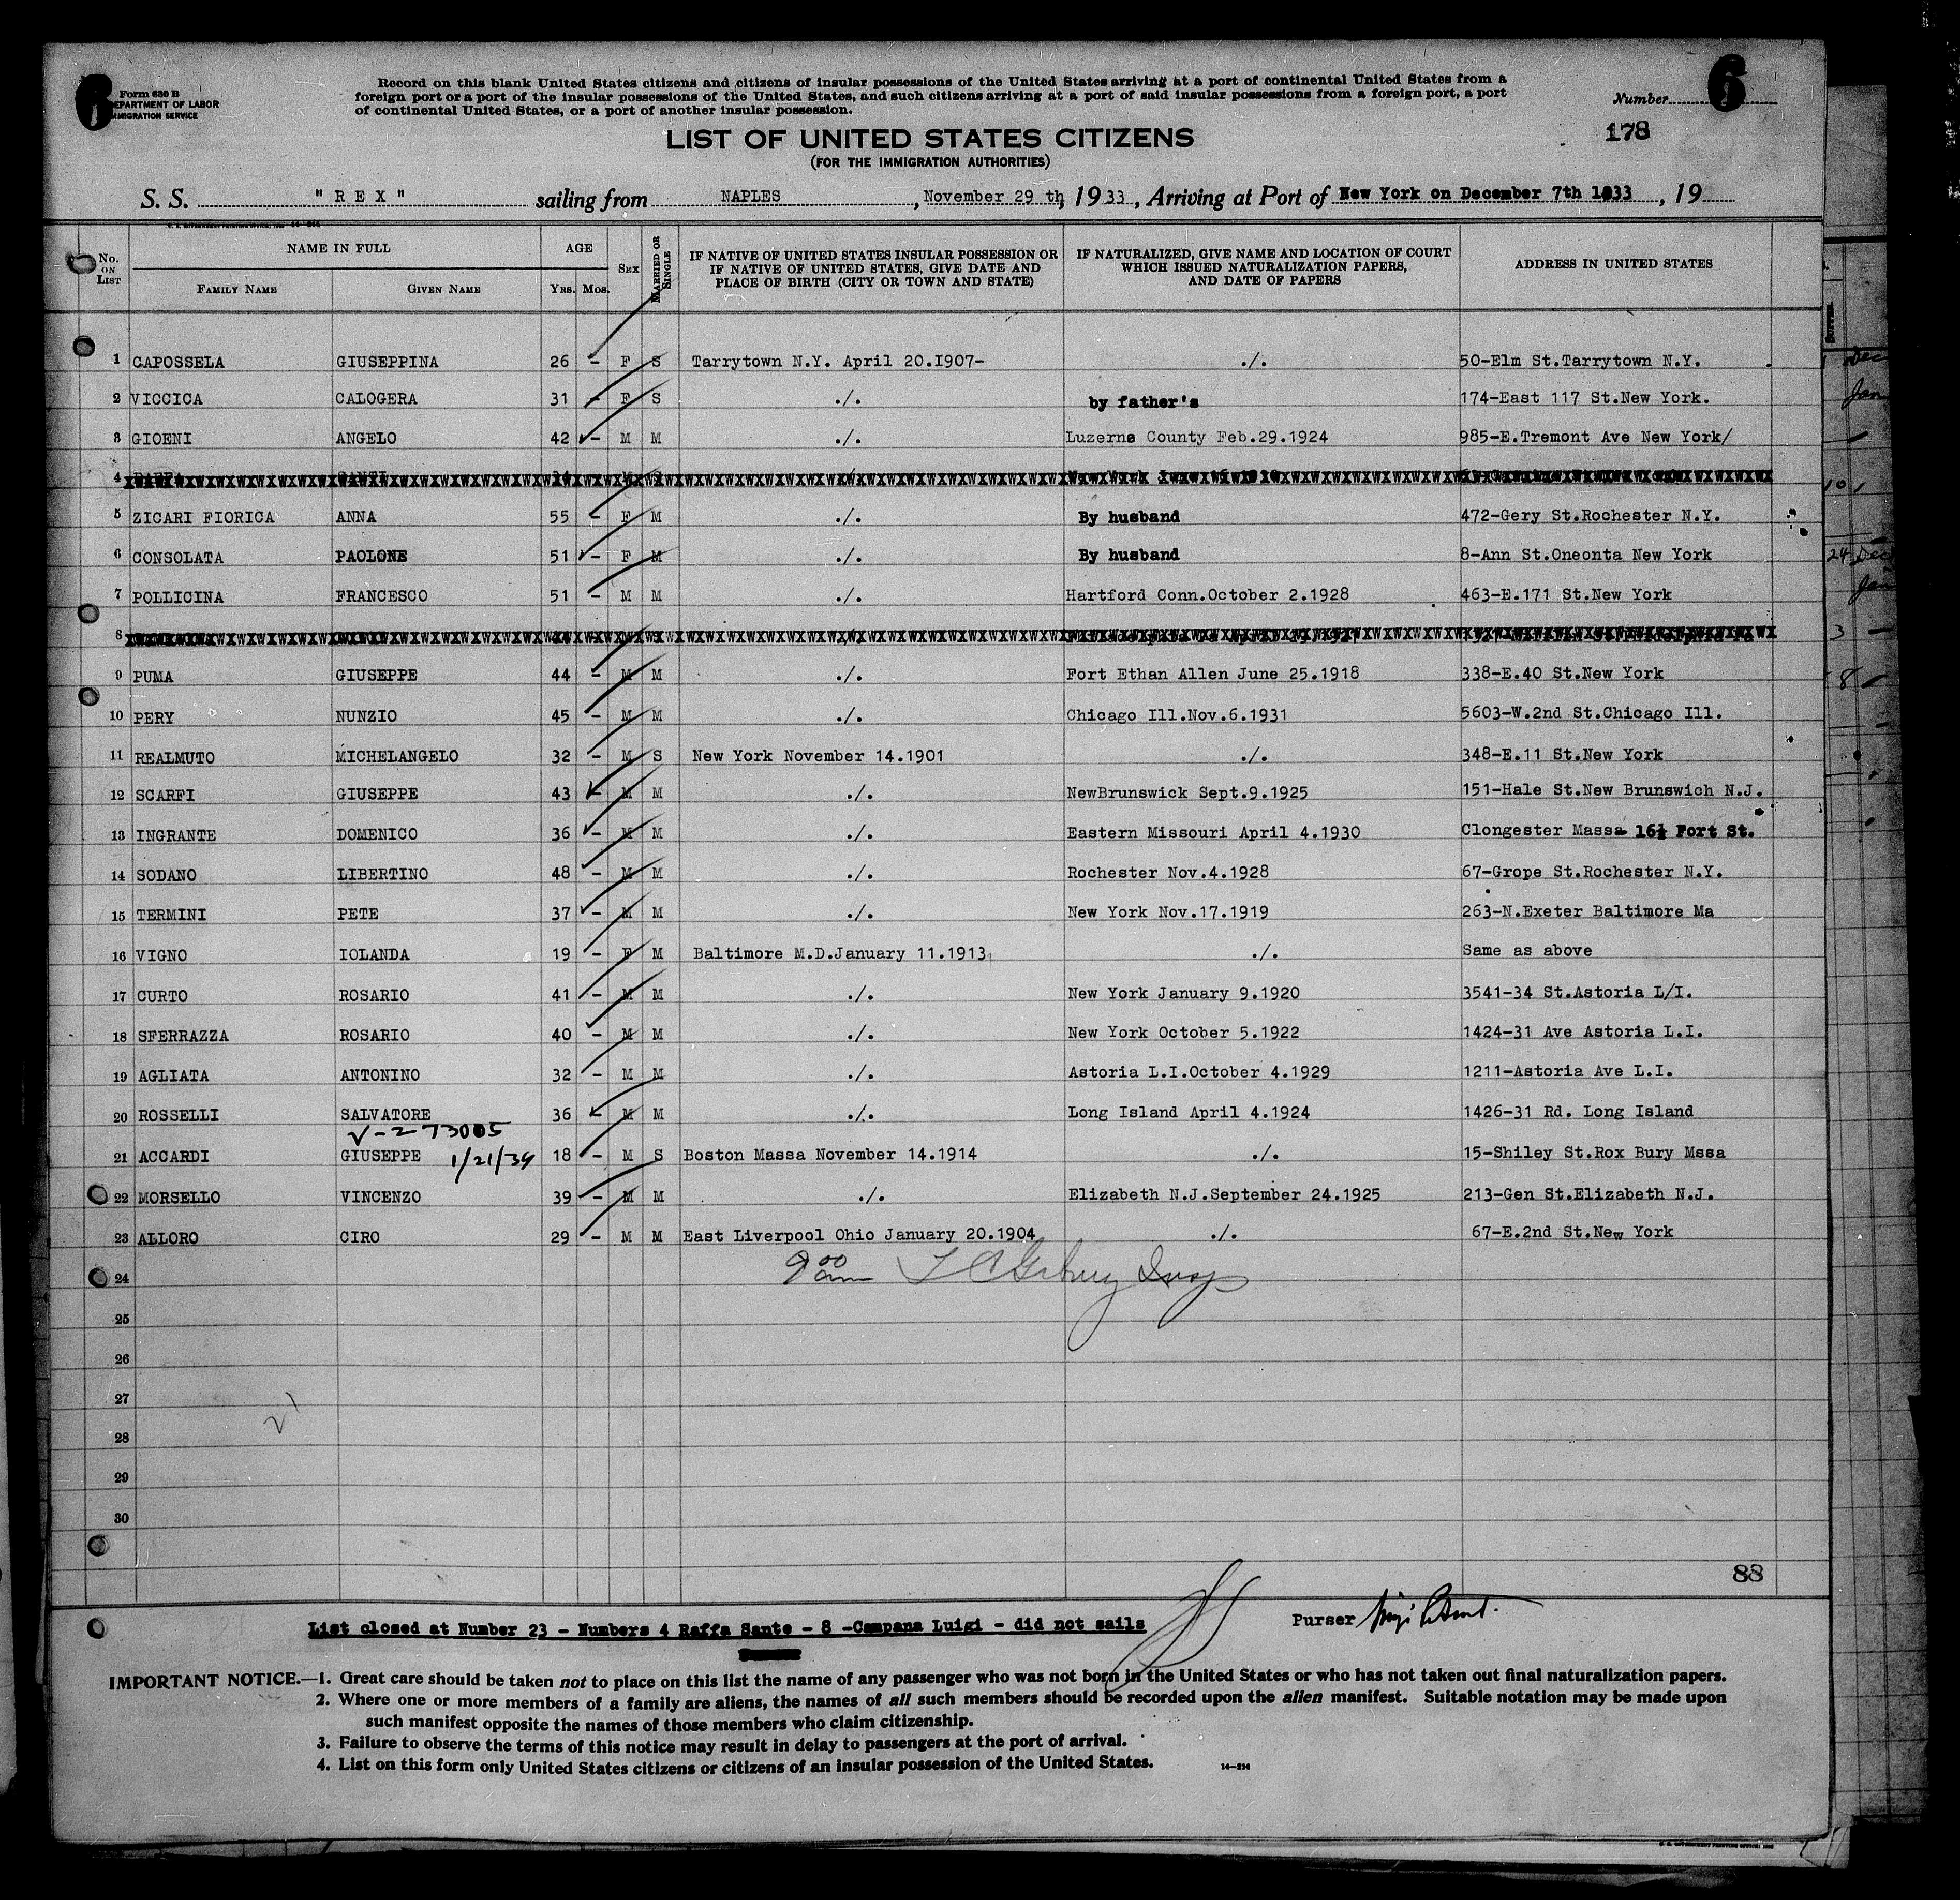 6
Form 630 B
DEPARTMENT OF LABOR
IMMIGRATION SERVICE
Record on this blank United States citizens and citizens of insular possessions of the United States arriving at a port of continental United States from a
foreign port or a port of the insular possessions of the United States, and such citizens arriving at a port of said insular possessions from a foreign port, a port
of continental United States, or a port of another insular possession.
Number 6
178
LIST OF UNITED STATES CITIZENS
(FOR THE IMMIGRATION AUTHORITIES)
S. S. "REX" sailing from NAPLES, November 29 th, 1933, Arriving at Port of New York on December 7th 1933, 19
No. ON LIST NAME IN FULL FAMILY NAME GIVEN NAME AGE YRS. MOS. SEX MARRIED OR SINGLE IF NATIVE OF UNITED STATES INSULAR POSSESSION OR IF NATIVE OF UNITED STATES, GIVE DATE AND PLACE OF BIRTH (CITY OR TOWN AND STATE) IF NATURALIZED, GIVE NAME AND LOCATION OF COURT WHICH ISSUED NATURALIZATION PAPERS, AND DATE OF PAPERS ADDRESS IN UNITED STATES
1 CAPOSSELA GIUSEPPINA 26 - F S Tarrytown N.Y. April 20.I907- ./. 50-Elm St.Tarrytown N.Y.
2 VICCICA CALOGERA 31 - F S ./. by father's 174-East 117 St.New York.
3 GIOENI ANGELO 42 - M M ./. Luzerne County Feb.29.1924 985-E.Tremont Ave New York/
4
5 ZICARI FIORICA ANNA 55 - F M ./. By husband 472-Gery St.Rochester N.Y.
6 CONSOLATA PAOLONE 51 - F M ./. By husband 8-Ann St.Oneonta New York
7 POLLICINA FRANCESCO 51 - M M ./. Hartford Conn.October 2.1928 463-E.171 St.New York
8
9 PUMA GIUSEPPE 44 - M M ./. Fort Ethan Allen June 25.1918 338-E.40 St.New York
10 PERY NUNZIO 45 - M M ./. Chicago Ill.Nov.6.1931 5603-W.2nd St.Chicago Ill.
11 REALMUTO MICHELANGELO 32 - M S New York November 14.1901 ./. 348-E.11 St.New York
12 SCARFI GIUSEPPE 43 - M M ./. NewBrunswick Sept.9.1925 151-Hale St.New Brunswich N.J.
13 INGRANTE DOMENICO 36 - M M ./. Eastern Missouri April 4.1930 Clongester Massa 16½ Fort St.
14 SODANO LIBERTINO 48 - M M ./. Rochester Nov.4.1928 67-Grope St.Rochester N.Y.
15 TERMINI PETE 37 - M M ./. New York Nov.17.1919 263-N.Exeter Baltimore Ma
16 VIGNO IOLANDA 19 - F M Baltimore M.D.January 11.1913 ./. Same as above
17 CURTO ROSARIO 41 - M M ./. New York January 9.1920 3541-34 St.Astoria L/I.
18 SFERRAZZA ROSARIO 40 - M M ./. New York October 5.1922 1424-31 Ave Astoria L.I.
19 AGLIATA ANTONINO 32 - M M ./. Astoria L.I.October 4.1929 1211-Astoria Ave L.I.
20 ROSSELLI SALVATORE 36 - M M ./. Long Island April 4.1924 1426-31 Rd. Long Island
V-273005
21 ACCARDI GIUSEPPE 1/21/39 18 - M S Boston Massa November 14.1914 ./. 15-Shiley St.Rox Bury Mssa
22 MORSELLO VINCENZO 39 - M M ./. Elizabeth N.J.September 24.1925 213-Gen St.Elizabeth N.J.
23 ALLORO CIRO 29 - M M East Liverpool Ohio January 20.1904 ./. 67-E.2nd St.New York
24 9 00 am
25
26
27
21
28
29
30
88
List closed at Number 23 - Numbers 4 Raffa Sante - 8 -Campana Luigi - did not sails
Purser
IMPORTANT NOTICE.—1. Great care should be taken not to place on this list the name of any passenger who was not born in the United States or who has not taken out final naturalization papers.
2. Where one or more members of a family are aliens, the names of all such members should be recorded upon the alien manifest. Suitable notation may be made upon
such manifest opposite the names of those members who claim citizenship.
3. Failure to observe the terms of this notice may result in delay to passengers at the port of arrival.
4. List on this form only United States citizens or citizens of an insular possession of the United States.
14-214